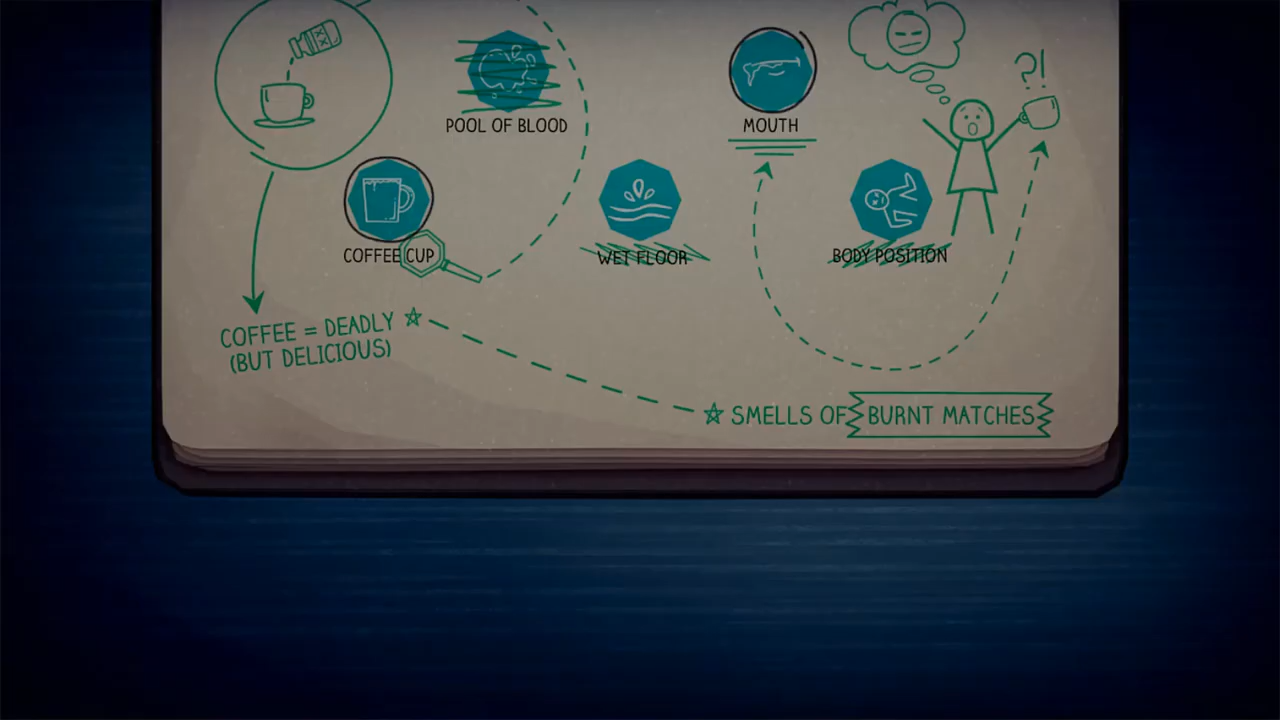 POOL OF BLOOD
MOUTH
?!
COFFEE CUP
WET FLOOR
BODY POSITION
COFFEE = DEADLY
(BUT DELICIOUS)
SMELLS OF BURNT MATCHES